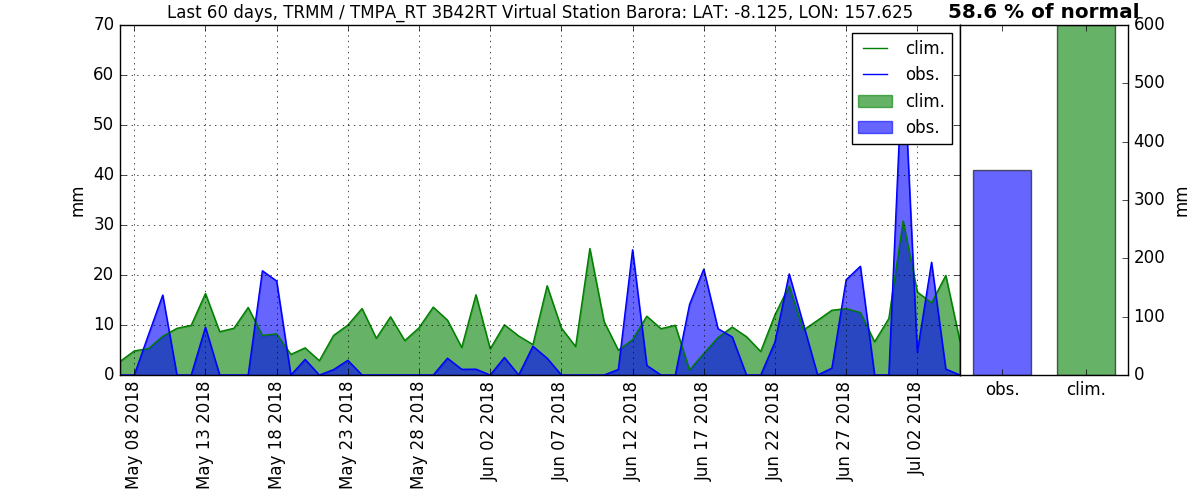 Last 60 days, TRMM / TMPA_RT 3B42RT Virtual Station Barora: LAT: -8.125, LON: 157.625
58.6 % of normal
70
60
50
40
30
20
10
0
mm
clim.
obs.
clim.
obs.
600
500
400
300
200
100
0
mm
obs.
clim.
May 08 2018
May 13 2018
May 18 2018
May 23 2018
May 28 2018
Jun 02 2018
Jun 07 2018
Jun 12 2018
Jun 17 2018
Jun 22 2018
Jun 27 2018
Jul 02 2018